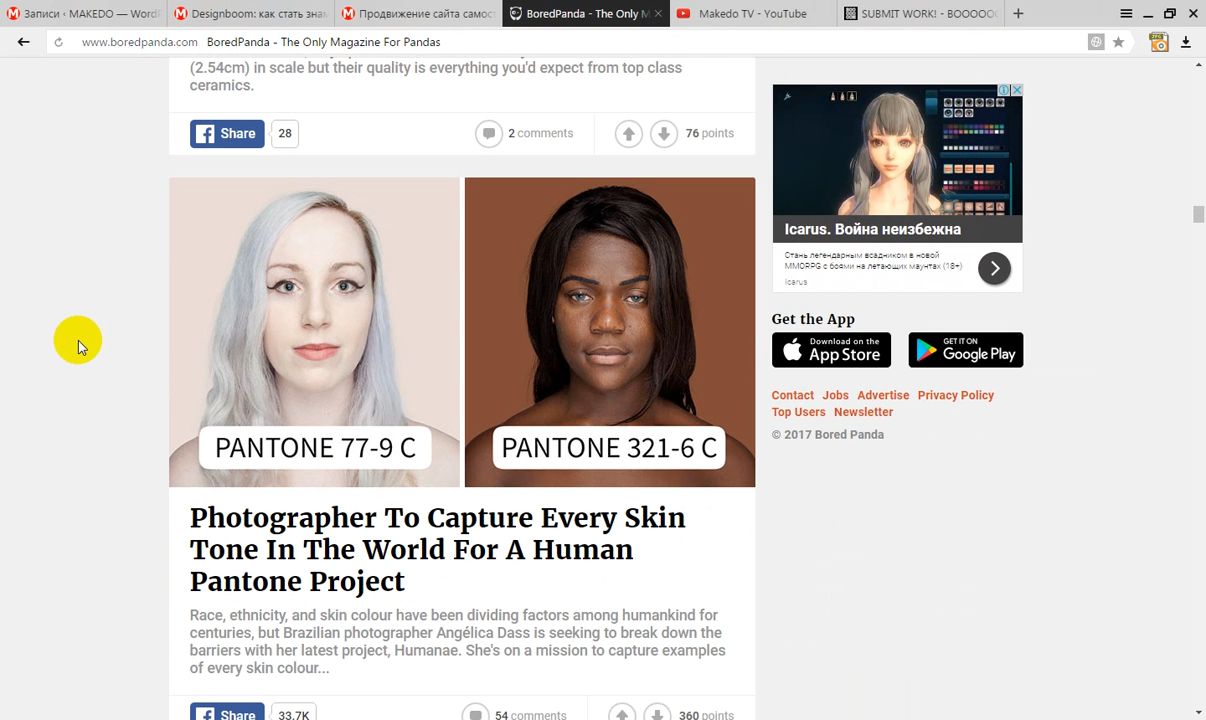 Записи ‹ MAKEDO — Word
Designboom: как стать знам
Продвижение сайта самост
BoredPanda - The Only M
Makedo TV - YouTube
SUBMIT WORK! - BOOOOO
www.boredpanda.com BoredPanda - The Only Magazine For Pandas
(2.54cm) in scale but their quality is everything you'd expect from top class
ceramics.
Share 28 2 comments 76 points
PANTONE 77-9 C
PANTONE 321-6 C
Photographer To Capture Every Skin
Tone In The World For A Human
Pantone Project
Race, ethnicity, and skin colour have been dividing factors among humankind for
centuries, but Brazilian photographer Angélica Dass is seeking to break down the
barriers with her latest project, Humanae. She's on a mission to capture examples
of every skin colour...
Share 33.7K 54 comments 360 points
Icarus. Война неизбежна
Стань легендарным всадником в новой
MMORPG с боями на летающих маунтах (18+)
Icarus
Get the App
Download on the
App Store
GET IT ON
Google Play
Contact Jobs Advertise Privacy Policy
Top Users Newsletter
© 2017 Bored Panda